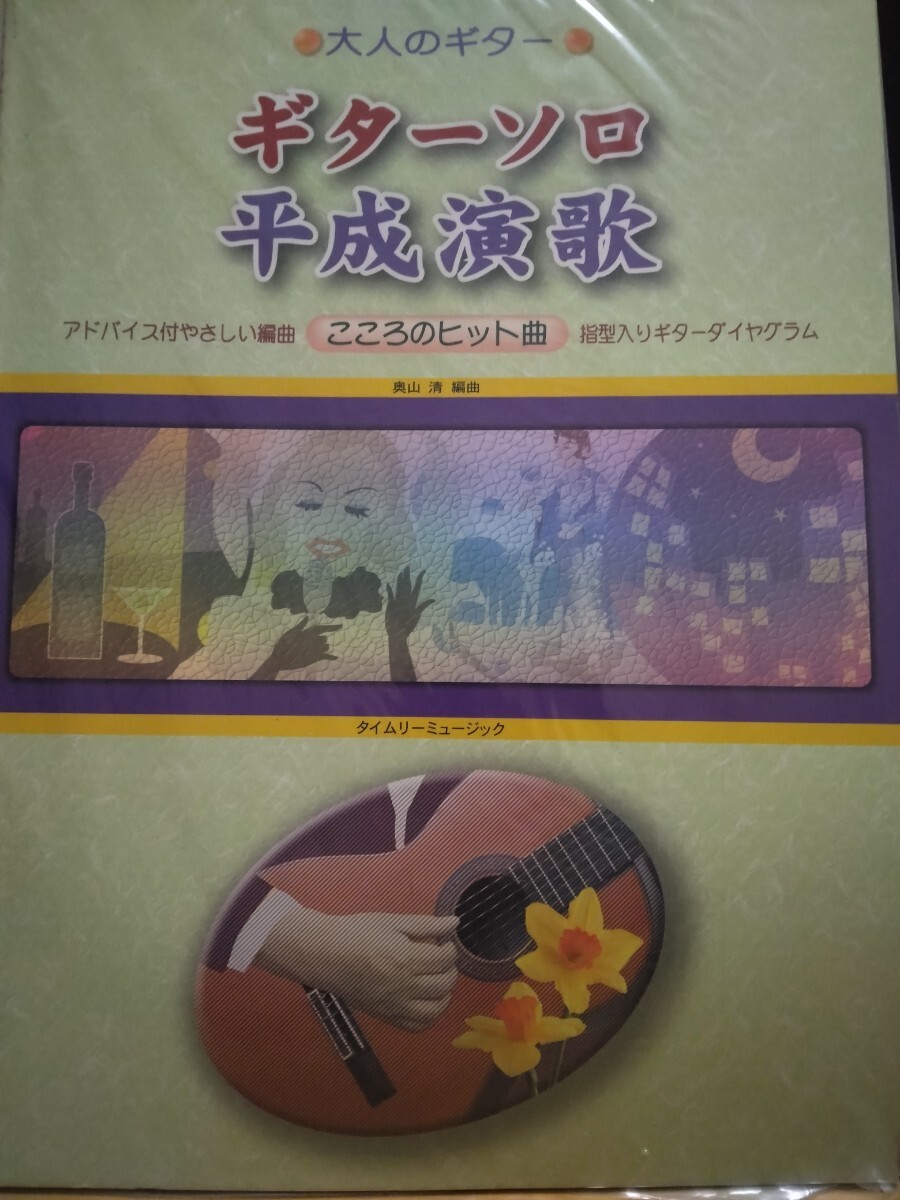 大人のギター
ギターソロ
平成演歌
アドバイス付やさしい編曲 こころのヒット曲 指型入りギターダイヤグラム
奥山 清 編曲
タイムリーミュージック